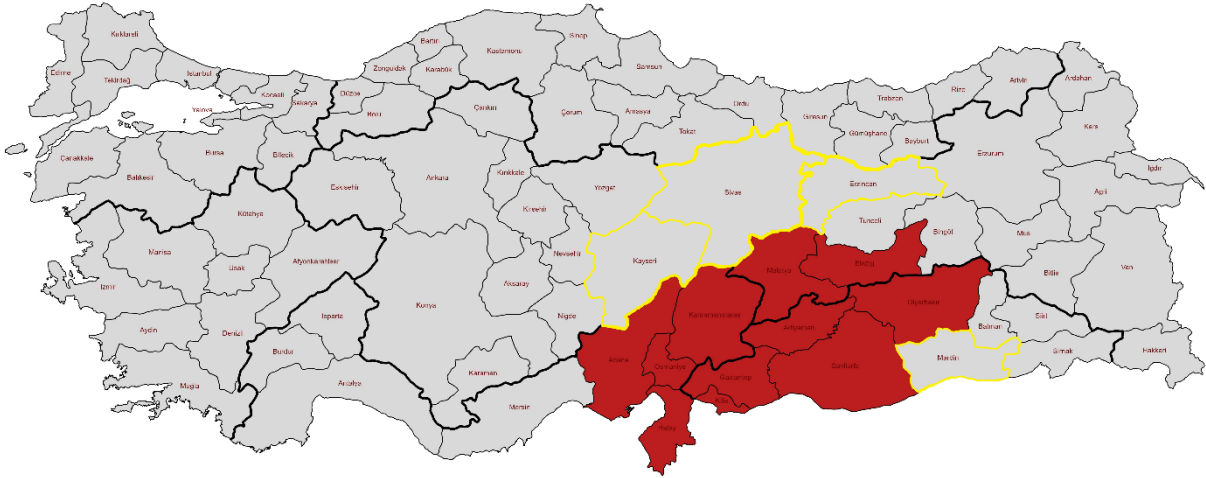 Kırklareli
Edirne
Tekirdağ
İstanbul
Kocaeli
Yalova
Sakarya
Düzce
Bolu
Zonguldak
Bartın
Karabük
Kastamonu
Sinop
Çankırı
Çorum
Samsun
Amasya
Tokat
Ordu
Giresun
Gümüşhane
Trabzon
Bayburt
Rize
Artvin
Ardahan
Kars
Iğdır
Erzurum
Ağrı
Çanakkale
Balıkesir
Bursa
Bilecik
Eskişehir
Ankara
Kırıkkale
Kırşehir
Yozgat
Sivas
Erzincan
Tunceli
Bingöl
Muş
Bitlis
Van
Kütahya
Manisa
Uşak
Afyonkarahisar
İzmir
Aydın
Denizli
Muğla
Burdur
Isparta
Antalya
Konya
Aksaray
Nevşehir
Niğde
Kayseri
Karaman
Mersin
Adana
Osmaniye
Hatay
Kahramanmaraş
Malatya
Elazığ
Adıyaman
Gaziantep
Kilis
Şanlıurfa
Diyarbakır
Mardin
Batman
Siirt
Şırnak
Hakkari